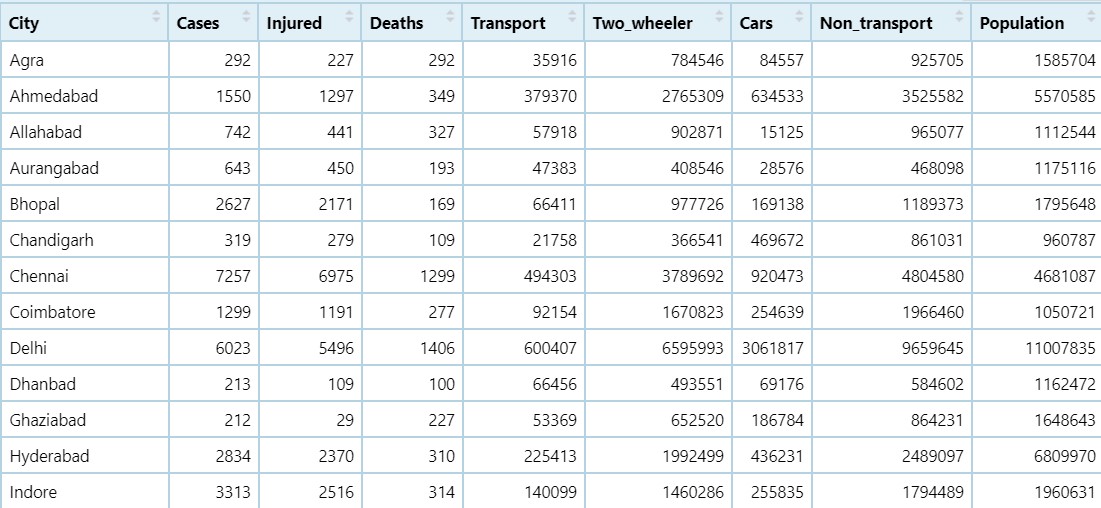 City Cases Injured Deaths Transport Two_wheeler Cars Non_transport Population
Agra 292 227 292 35916 784546 84557 925705 1585704
Ahmedabad 1550 1297 349 379370 2765309 634533 3525582 5570585
Allahabad 742 441 327 57918 902871 15125 965077 1112544
Aurangabad 643 450 193 47383 408546 28576 468098 1175116
Bhopal 2627 2171 169 66411 977726 169138 1189373 1795648
Chandigarh 319 279 109 21758 366541 469672 861031 960787
Chennai 7257 6975 1299 494303 3789692 920473 4804580 4681087
Coimbatore 1299 1191 277 92154 1670823 254639 1966460 1050721
Delhi 6023 5496 1406 600407 6595993 3061817 9659645 11007835
Dhanbad 213 109 100 66456 493551 69176 584602 1162472
Ghaziabad 212 29 227 53369 652520 186784 864231 1648643
Hyderabad 2834 2370 310 225413 1992499 436231 2489097 6809970
Indore 3313 2516 314 140099 1460286 255835 1794489 1960631